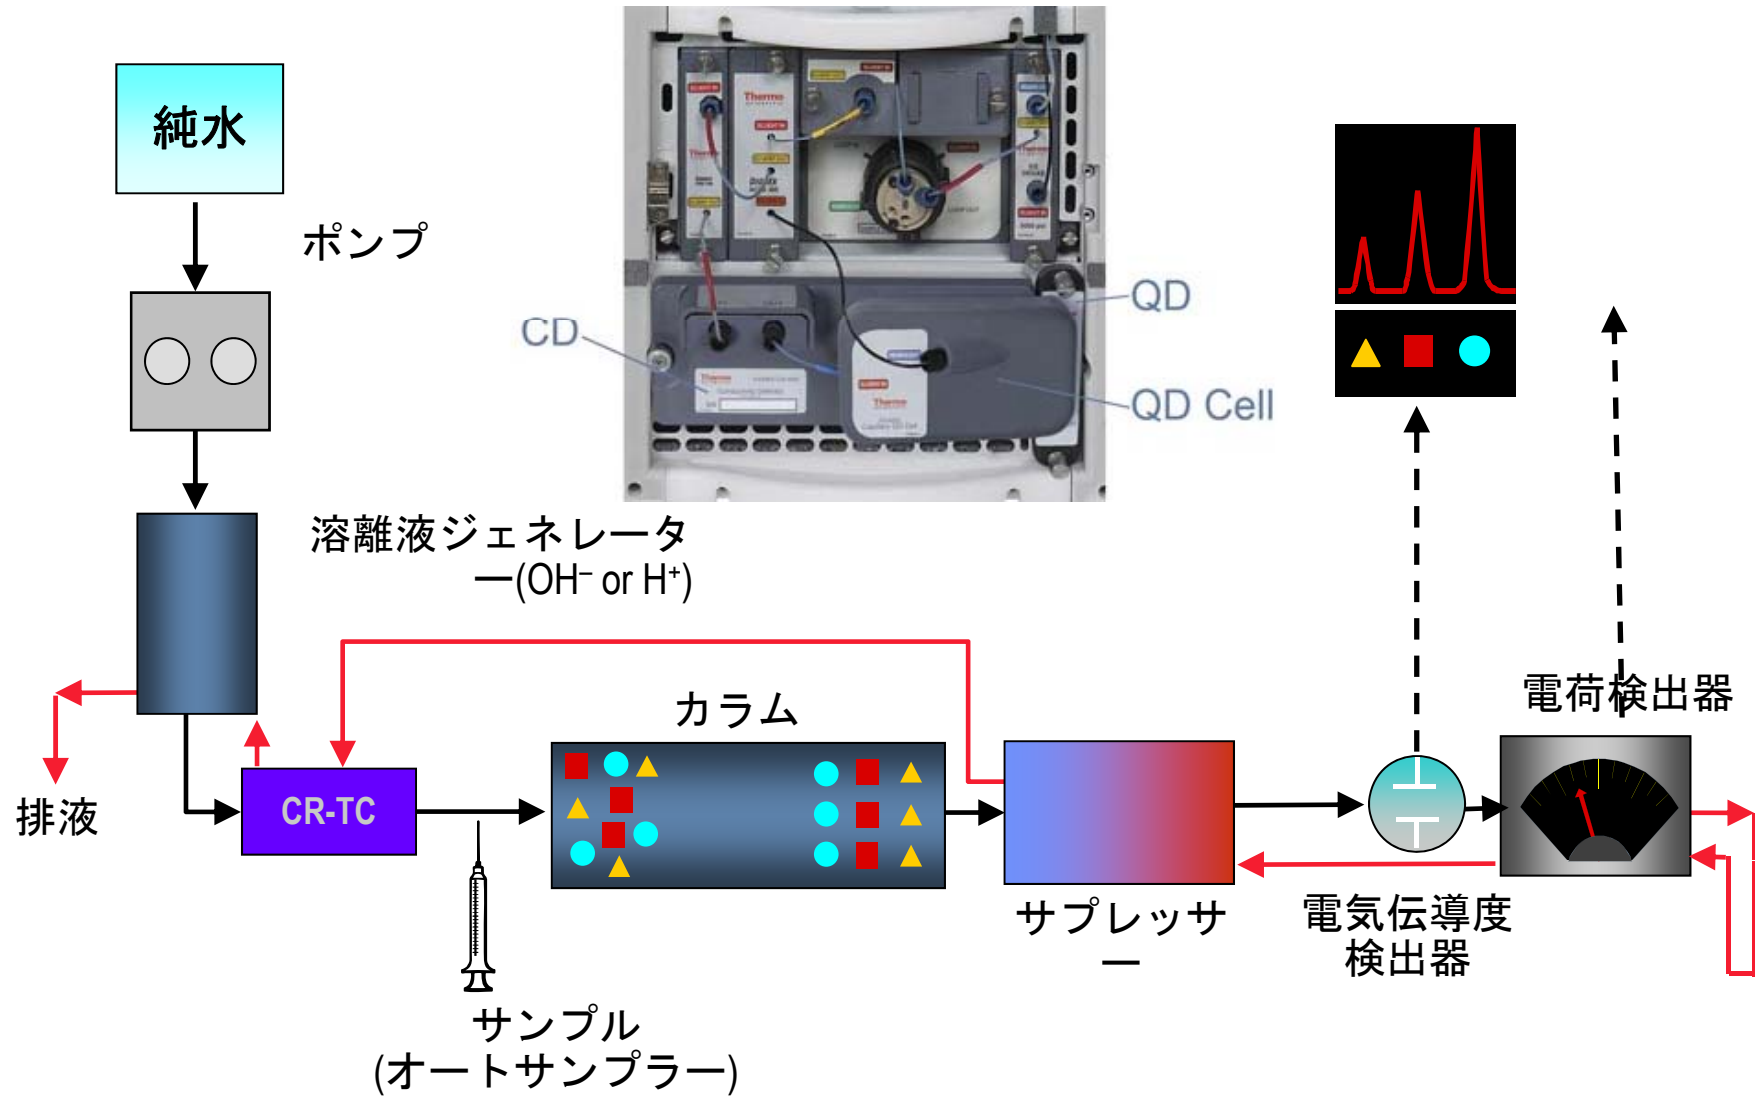 純水
ポンプ
Thermo
CD
QD
QD Cell
Thermo
溶離液ジェネレータ
ー(OH– or H+)
カラム
電荷検出器
CR-TC
排液
サプレッサ
ー
電気伝導度
検出器
サンプル
(オートサンプラー)